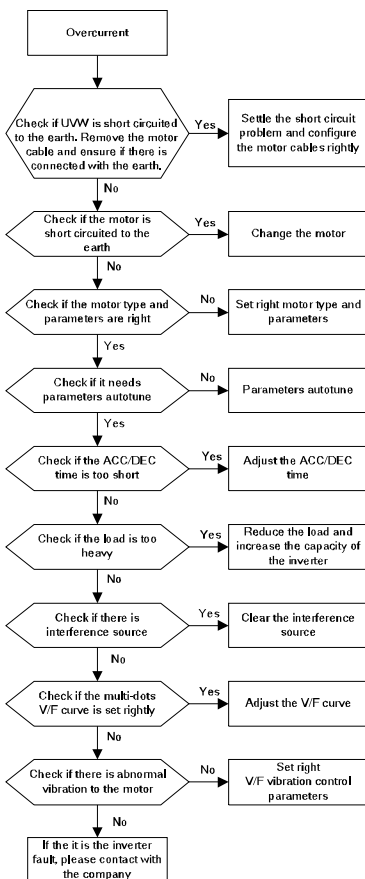 Overcurrent
Check if UVW is short circuited
to the earth. Remove the motor
cable and ensure if there is
connected with the earth.
Yes
Settle the short circuit
problem and configure
the motor cables rightly
No
Check if the motor is
short circuited to the
earth
Yes
Change the motor
No
Check if the motor type and
parameters are right
No
Set right motor type and
parameters
Yes
Check if it needs
parameters autotune
No
Parameters autotune
Yes
Check if the ACC/DEC
time is too short
Yes
Adjust the ACC/DEC
time
No
Check if the load is too
heavy
Yes
Reduce the load and
increase the capacity of
the inverter
No
Check if there is
interference source
Yes
Clear the interference
source
No
Check if the multi-dots
V/F curve is set rightly
Yes
Adjust the V/F curve
No
Check if there is abnormal
vibration to the motor
No
Set right
V/F vibration control
parameters
No
If the it is the inverter
fault, please contact with
the company